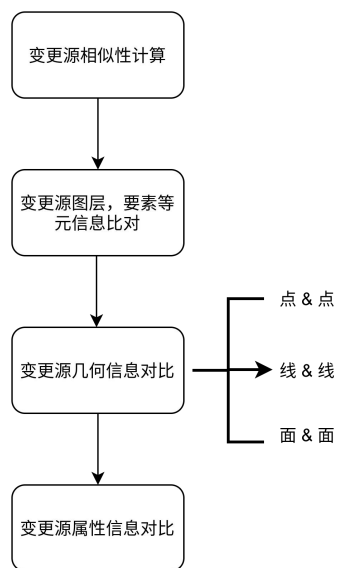 变更源相似性计算
变更源图层，要素等
元信息比对
变更源几何信息对比
点 & 点
线 & 线
面 & 面
变更源属性信息对比